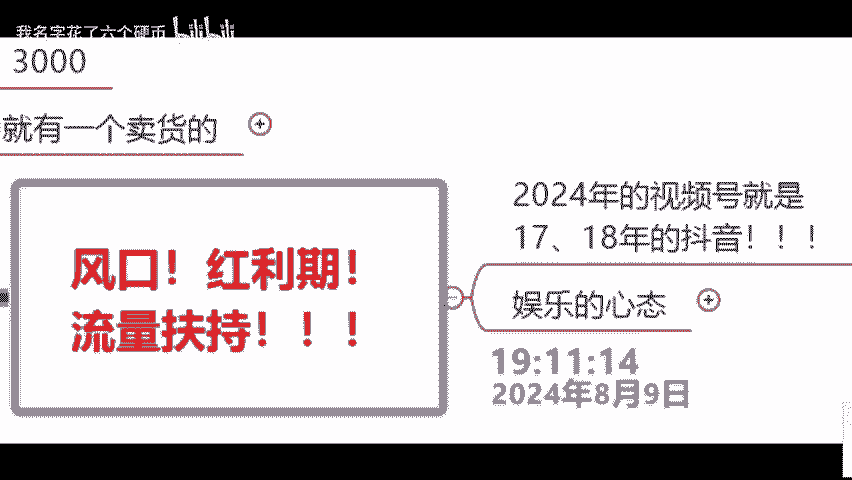 我名字花了六个硬币 bilibili
3000
就有一个卖货的
2024年的视频号就是
17、18年的抖音！！！
风口！红利期！
流量扶持！！！
娱乐的心态
19:11:14
2024年8月9日